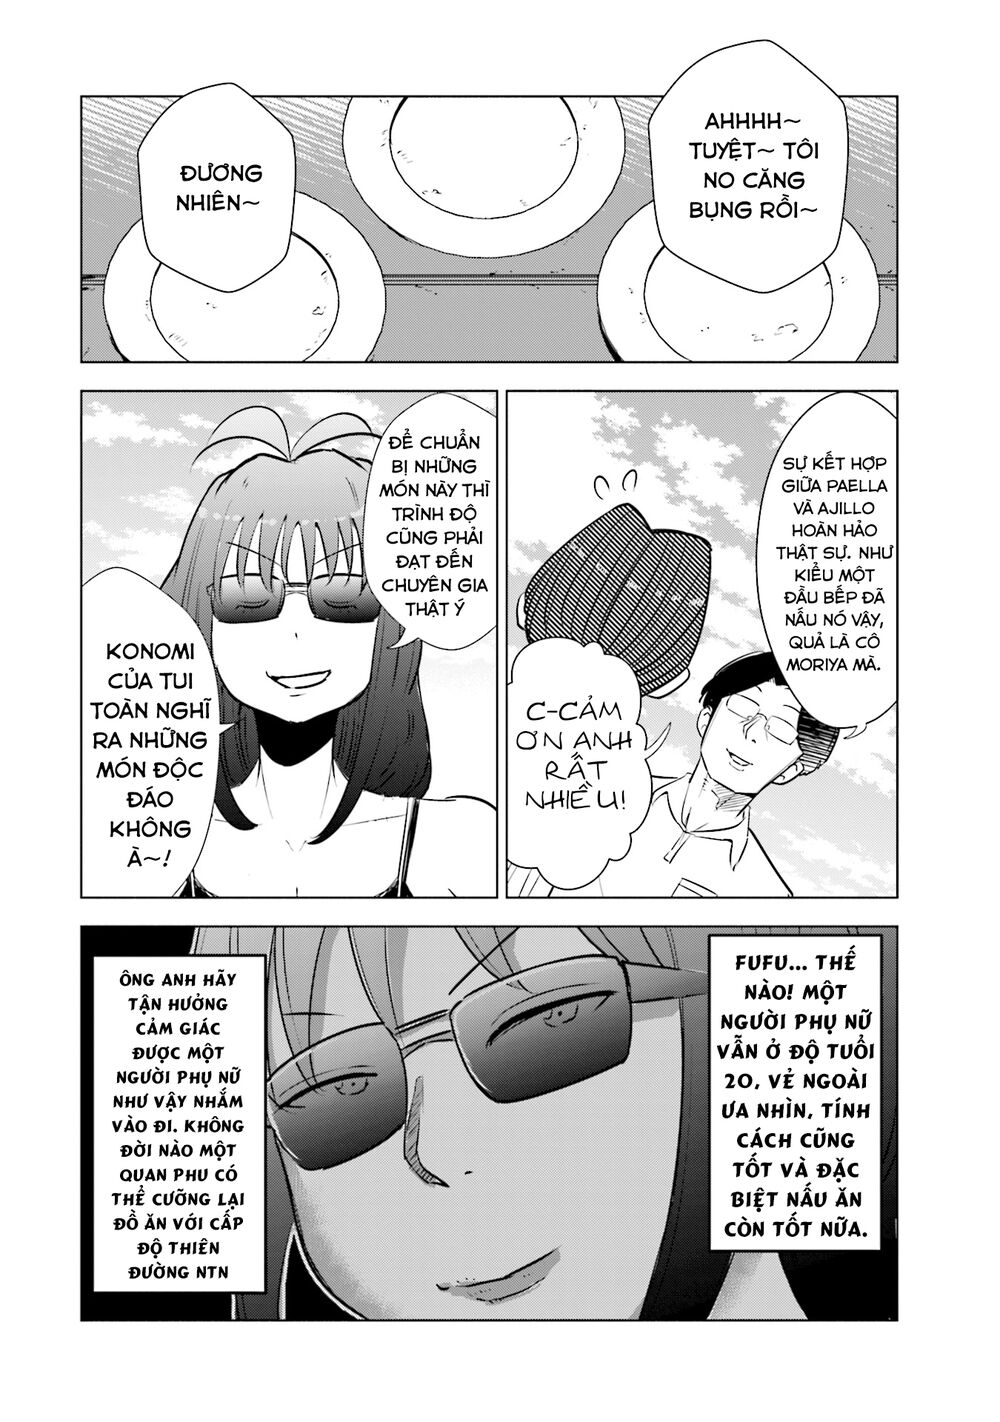 AHHHH~
TUYỆT~ TÔI
NO CĂNG
BỤNG RỒI~
ĐƯƠNG
NHIÊN~
SỰ KẾT HỢP
GIỮA PAELLA
VÀ AJILLO
HOÀN HẢO
THẬT SỰ. NHƯ
KIỂU MỘT
ĐẦU BẾP ĐÃ
NẤU NÓ VẬY,
QUẢ LÀ CÔ
MORIYA MÀ.
C-CẢM
ƠN ANH
RẤT
NHIỀU!
ĐỂ CHUẨN
BỊ NHỮNG
MÓN NÀY THÌ
TRÌNH ĐỘ
CŨNG PHẢI
ĐẠT ĐẾN
CHUYÊN GIA
THẬT Ý
KONOMI
CỦA TUI
TOÀN NGHĨ
RA NHỮNG
MÓN ĐỘC
ĐÁO
KHÔNG
À~!
FUFU... THẾ
NÀO! MỘT
NGƯỜI PHỤ NỮ
VẪN Ở ĐỘ TUỔI
20, VẺ NGOÀI
ƯA NHÌN, TÍNH
CÁCH CŨNG
TỐT VÀ ĐẶC
BIỆT NẤU ĂN
CÒN TỐT NỮA.
ÔNG ANH HÃY
TẬN HƯỞNG
CẢM GIÁC
ĐƯỢC MỘT
NGƯỜI PHỤ NỮ
NHƯ VẬY NHẮM
VÀO ĐI. KHÔNG
ĐỜI NÀO MỘT
QUAN PHU CÓ
THỂ CƯỠNG LẠI
ĐỒ ĂN VỚI CẤP
ĐỘ THIÊN
ĐƯỜNG NTN